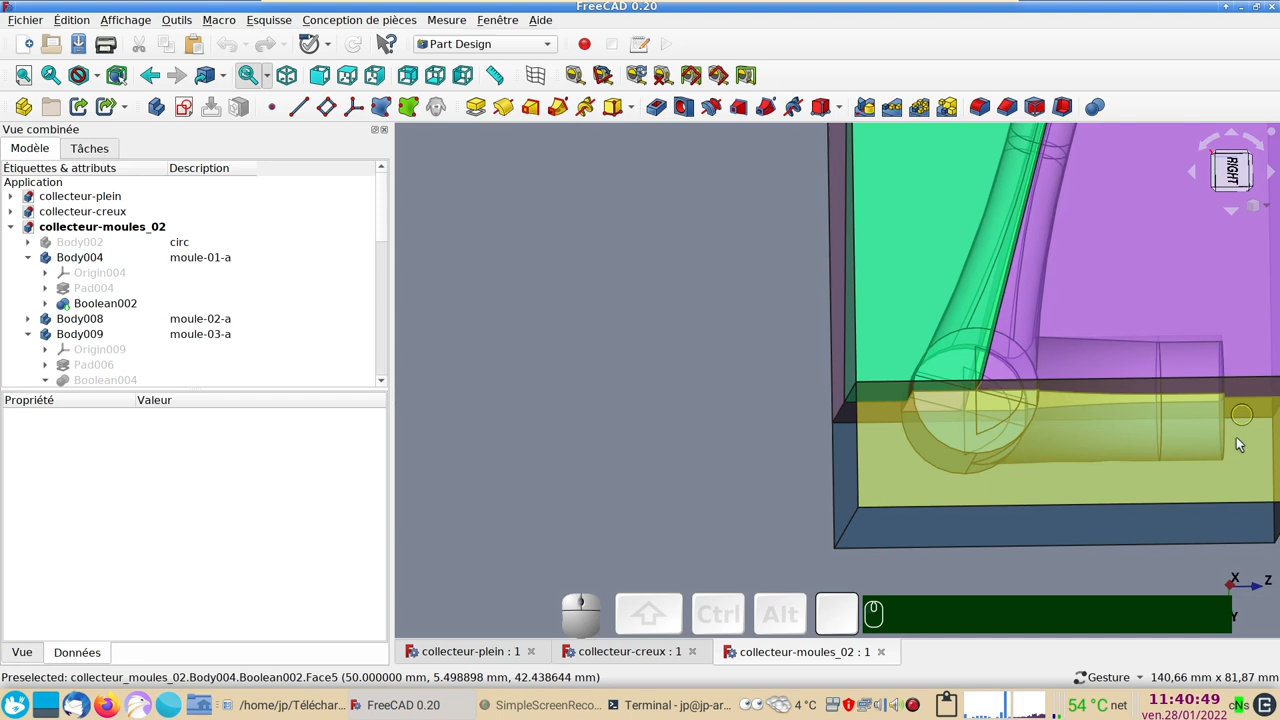 FreeCAD 0.20
Fichier Édition Affichage Outils Macro Esquisse Conception de pièces Mesure Fenêtre Aide
Part Design
Vue combinée
Modèle Tâches
Étiquettes & attributs Description
Application
collecteur-plein
collecteur-creux
collecteur-moules_02
Body002 circ
Body004 moule-01-a
Origin004
Pad004
Boolean002
Body008 moule-02-a
Body009 moule-03-a
Origin009
Pad006
Boolean004
Propriété Valeur
RIGHT
X
Z
Y
Ctrl Alt
Vue Données
collecteur-plein : 1 collecteur-creux : 1 collecteur-moules_02 : 1
Preselected: collecteur_moules_02.Body004.Boolean002.Face5 (50.000000 mm, 5.498898 mm, 42.438644 mm) Gesture 140,66 mm x 81,87 mm
/home/jp/Téléchar... FreeCAD 0.20 SimpleScreenReco... Terminal - jp@jp-ar... 4 °C 54 °C net 11:40:49
ven.28/01/2022